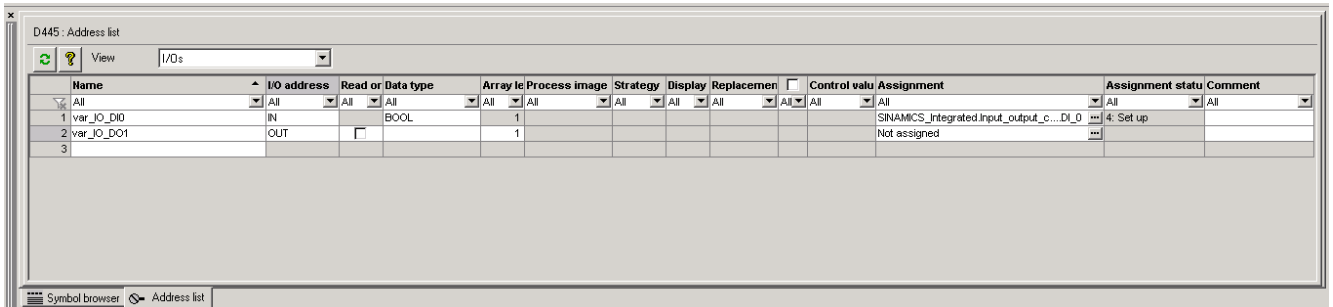 D445 : Address list
View I/Os
Name I/O address Read or Data type Array le Process image Strategy Display Replacemen Control valu Assignment Assignment statu Comment
All All All All All All All All All All All All All All
1 var_IO_DI0 IN BOOL 1 SINAMICS_Integrated.Input_output_c....DI_0 ... 4: Set up
2 var_IO_DO1 OUT 1 Not assigned ...
3
Symbol browser Address list